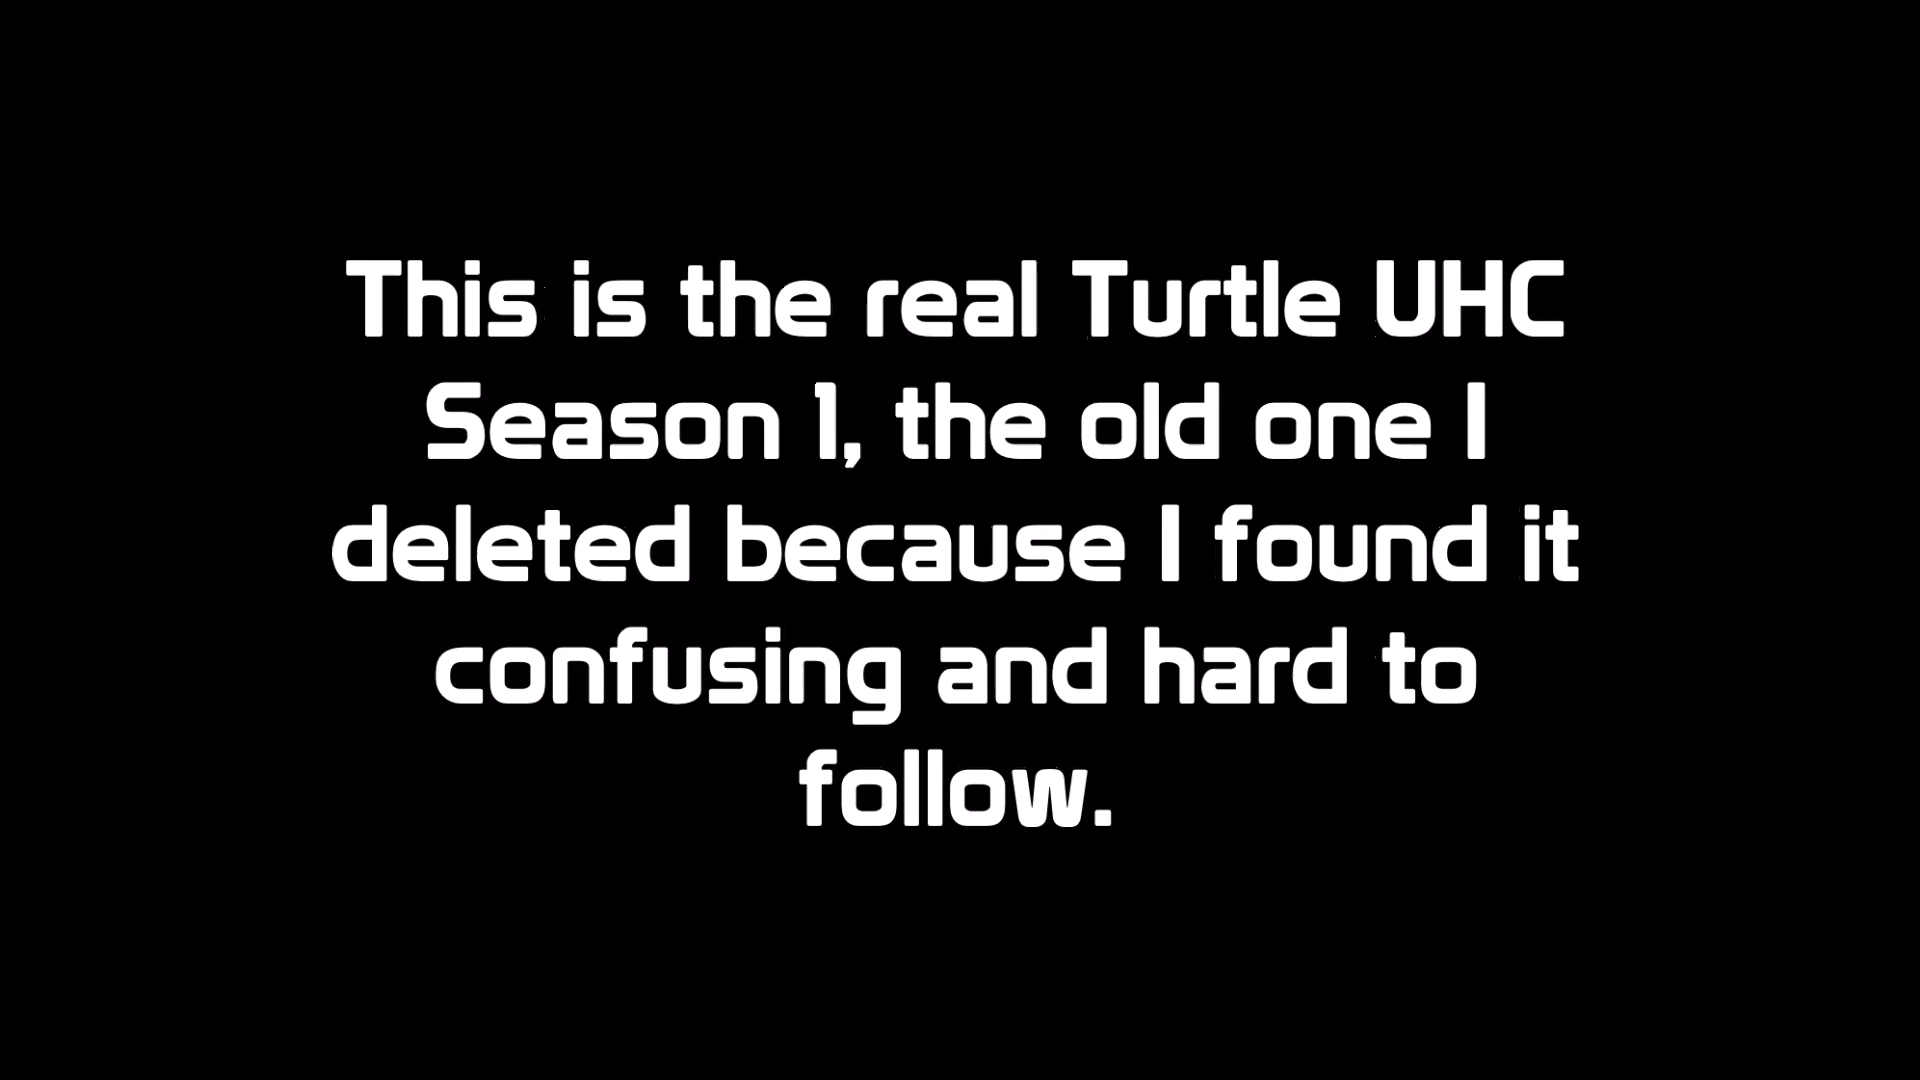 This is the real Turtle UHC
Season 1, the old one I
deleted because I found it
confusing and hard to
follow.